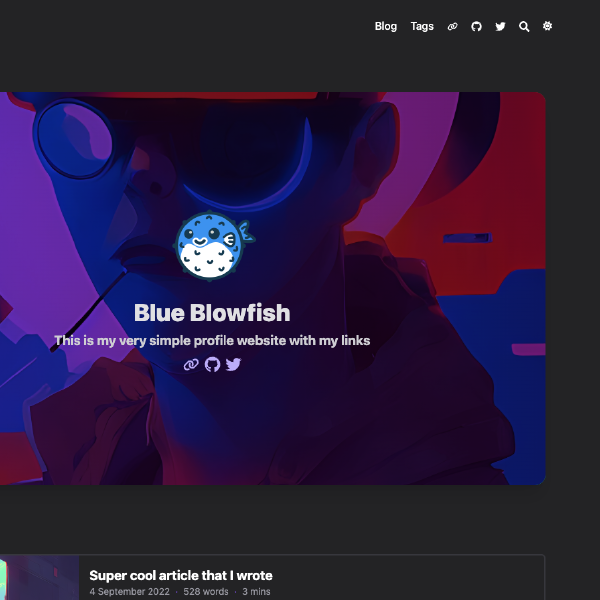 Blog Tags
Blue Blowfish
This is my very simple profile website with my links
Super cool article that I wrote
4 September 2022 · 528 words · 3 mins